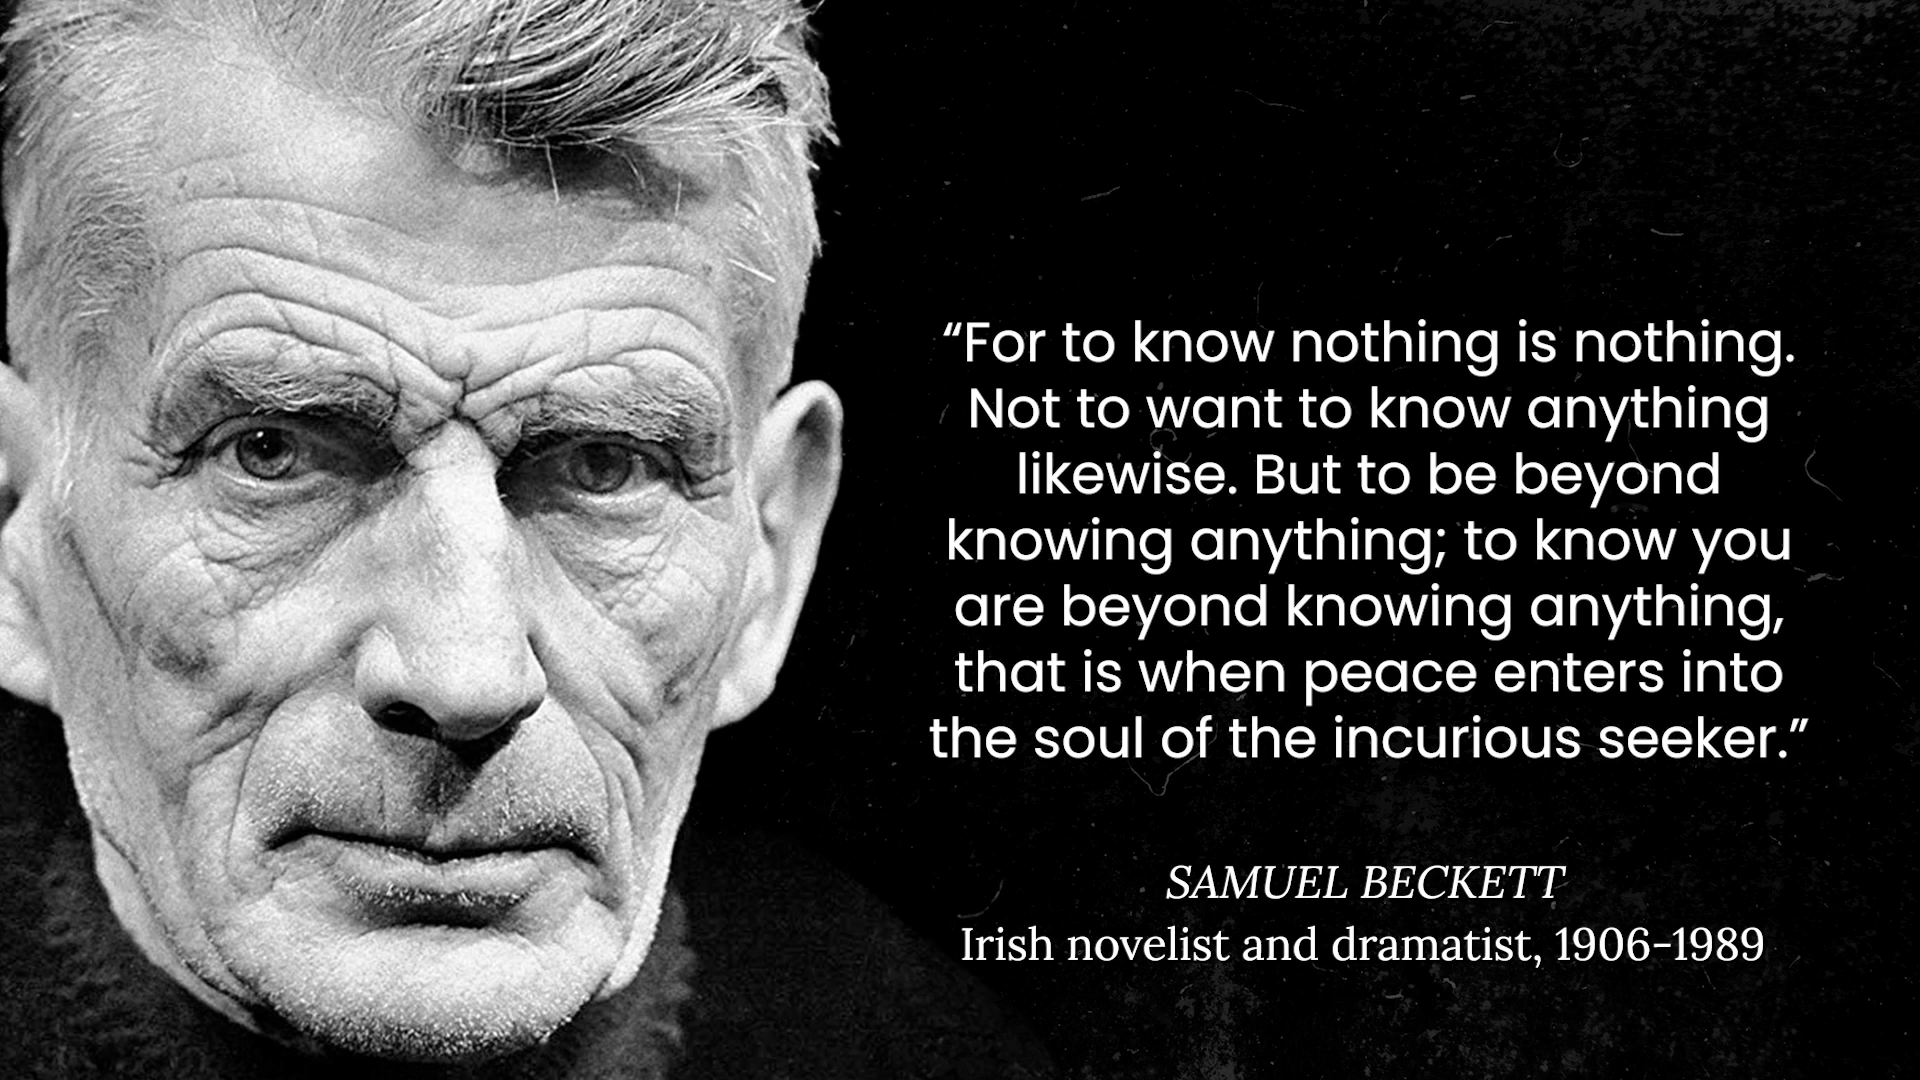 “For to know nothing is nothing.
Not to want to know anything
likewise. But to be beyond
knowing anything; to know you
are beyond knowing anything,
that is when peace enters into
the soul of the incurious seeker.”
SAMUEL BECKETT
Irish novelist and dramatist, 1906-1989